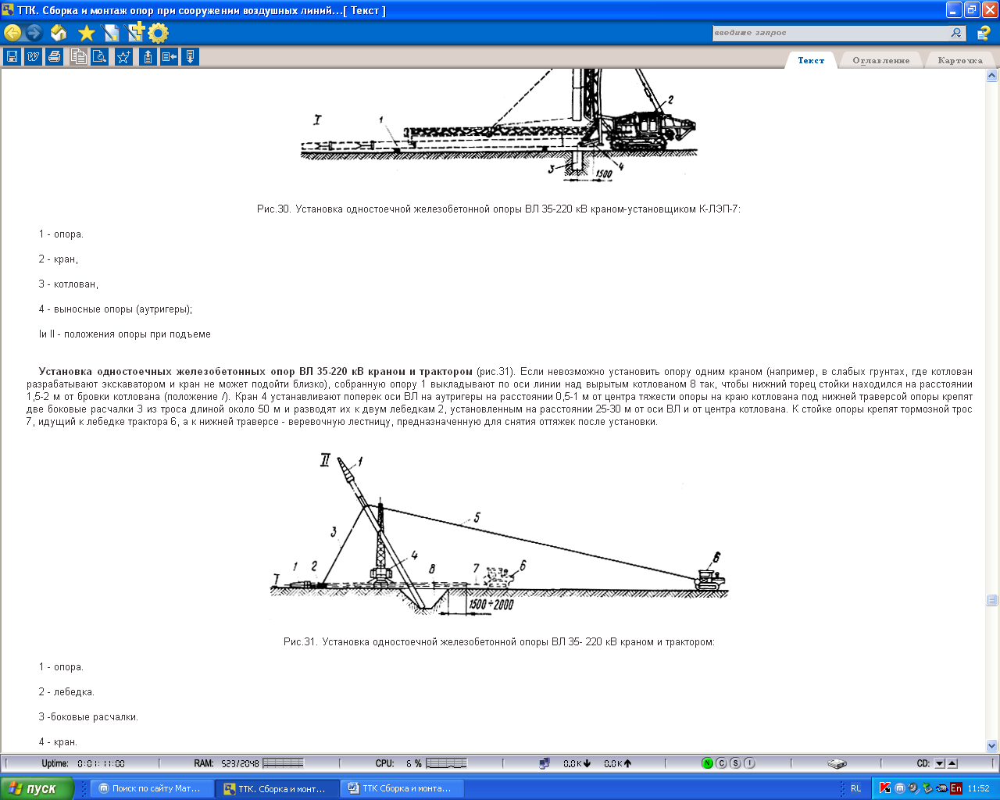 ТТК. Сборка и монтаж опор при сооружении воздушных линий...[ Текст ]
введите запрос
Текст
Оглавление
Карточка
I
1
2
3
4
1500
Рис.30. Установка одностоечной железобетонной опоры ВЛ 35-220 кВ краном-установщиком К-ЛЭП-7:
1 - опора.
2 - кран,
3 - котлован,
4 - выносные опоры (аутригеры);
Iи II - положения опоры при подъеме
Установка одностоечных железобетонных опор ВЛ 35-220 кВ краном и трактором (рис.31). Если невозможно установить опору одним краном (например, в слабых грунтах, где котлован
разрабатывают экскаватором и кран не может подойти близко), собранную опору 1 выкладывают по оси линии над вырытым котлованом 8 так, чтобы нижний торец стойки находился на расстоянии
1,5-2 м от бровки котлована (положение /). Кран 4 устанавливают поперек оси ВЛ на аутригеры на расстоянии 0,5-1 м от центра тяжести опоры на краю котлована под нижней траверсой опоры крепят
две боковые расчалки 3 из троса длиной около 50 м и разводят их к двум лебедкам 2, установленным на расстоянии 25-30 м от оси ВЛ и от центра котлована. К стойке опоры крепят тормозной трос
7, идущий к лебедке трактора 6, а к нижней траверсе - веревочную лестницу, предназначенную для снятия оттяжек после установки.
II
1
5
3
4
1
2
8
7
6
6
I
1500÷2000
Рис.31. Установка одностоечной железобетонной опоры ВЛ 35- 220 кВ краном и трактором:
1 - опора.
2 - лебедка.
3 -боковые расчалки.
4 - кран.
Uptime: 0:01:11:00 RAM: 523/2048 CPU: 6 % 0.0K 0.0K N C S I CD:
пуск
Поиск по сайту Мат...
ТТК. Сборка и монт...
ТТК Сборка и монта...
RL
En
11:52